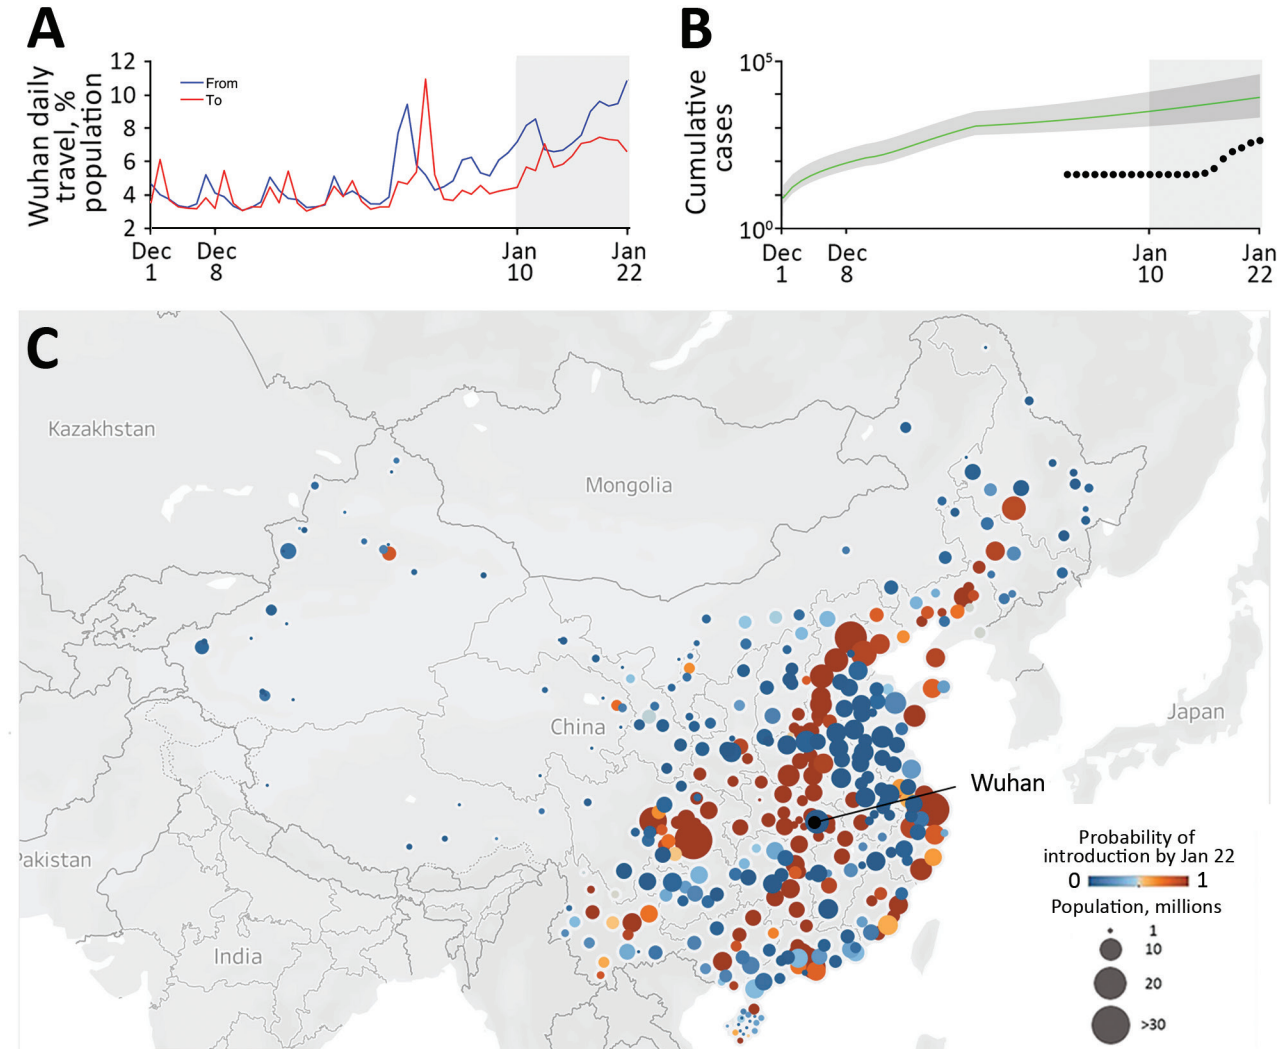 A
Wuhan daily
travel, %
population
12
10
8
6
4
2
From
To
Dec
1
Dec
8
Jan
10
Jan
22
B
Cumulative
cases
10⁵
10⁰
Dec
1
Dec
8
Jan
10
Jan
22
C
Kazakhstan
Mongolia
China
Japan
Wuhan
Pakistan
India
Probability of
introduction by Jan 22
0 1
Population, millions
1
10
20
>30